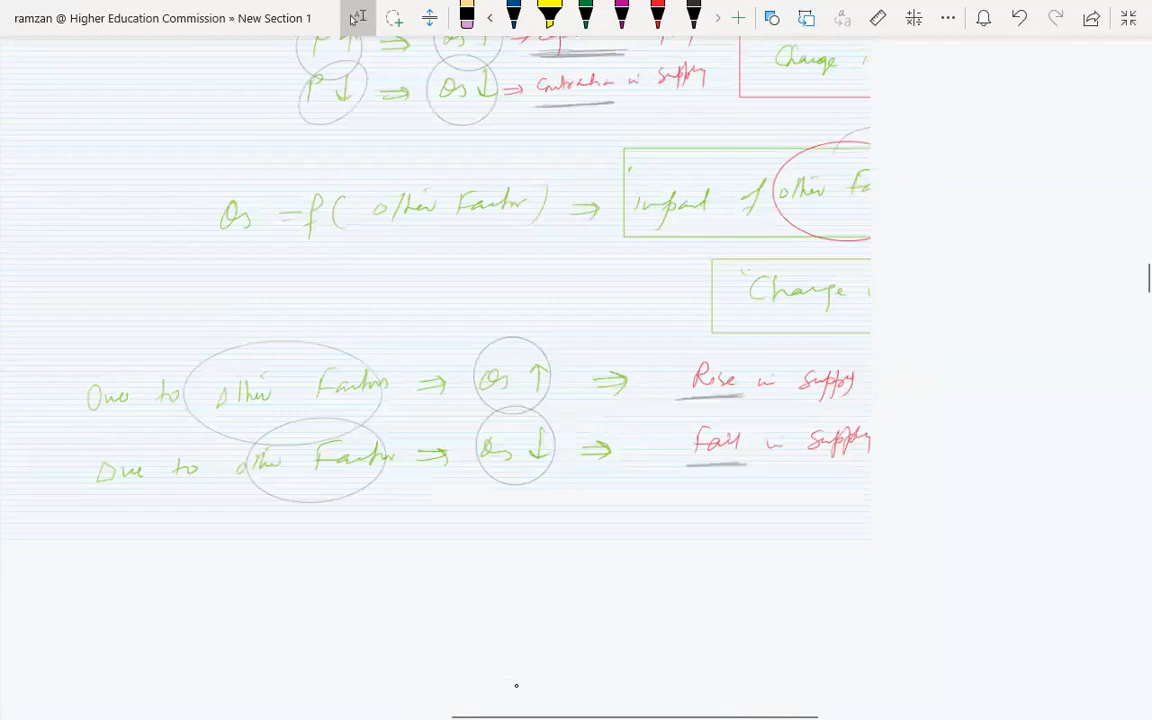 ramzan @ Higher Education Commission » New Section 1
P ↓ ⇒ Qs ↓ ⇒ Contraction in supply
Change
Qs = f ( other Factor ) ⇒ impact of other Fa
"Change
Due to other Factor ⇒ Qs ↑ ⇒ Rise in supply
Due to other Factor ⇒ Qs ↓ ⇒ Fall in supply